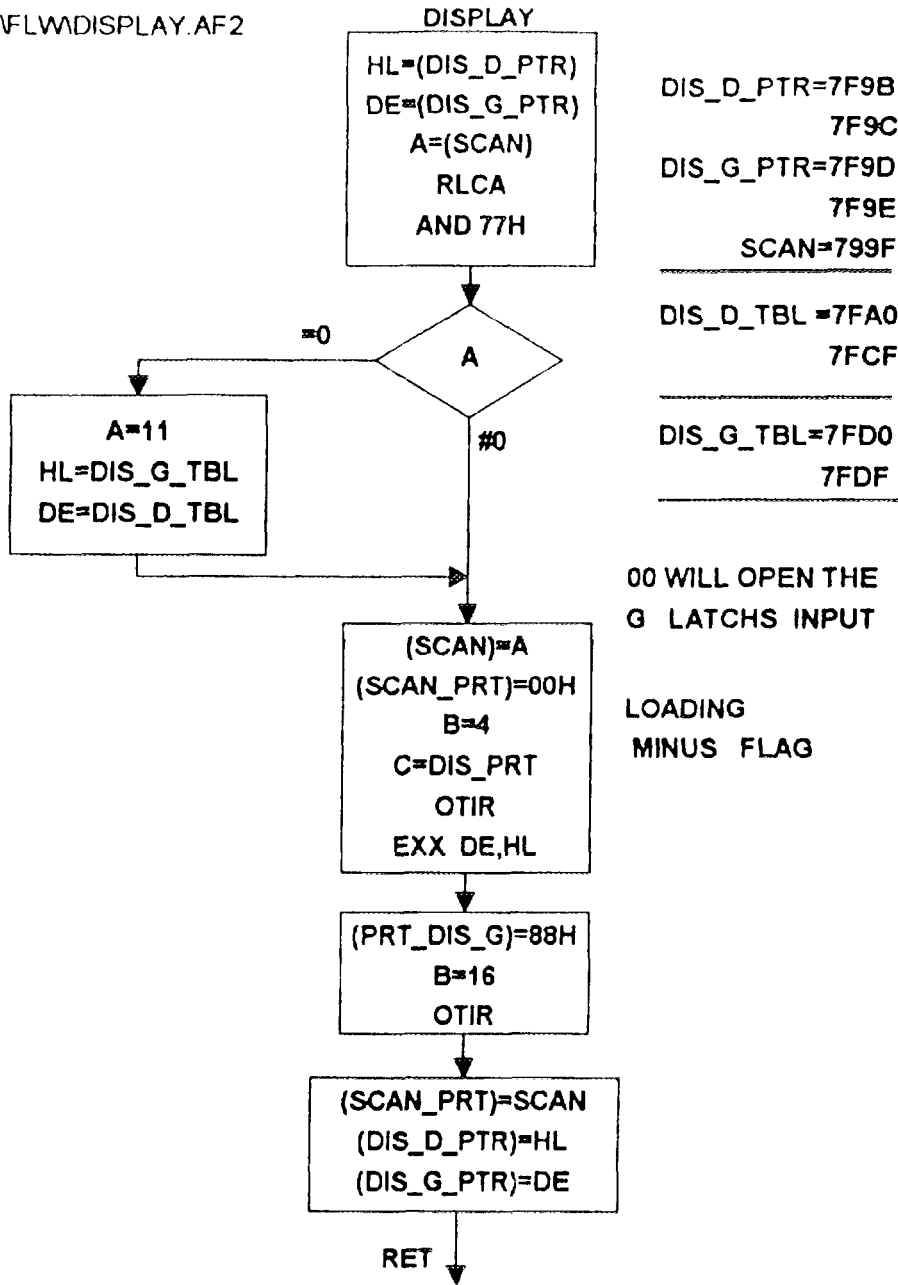 \FLW\DISPLAY.AF2
DISPLAY
HL=(DIS_D_PTR)
DE=(DIS_G_PTR)
A=(SCAN)
RLCA
AND 77H
DIS_D_PTR=7F9B
7F9C
DIS_G_PTR=7F9D
7F9E
SCAN=799F
DIS_D_TBL =7FA0
7FCF
DIS_G_TBL=7FD0
7FDF
=0
A
#0
A=11
HL=DIS_G_TBL
DE=DIS_D_TBL
00 WILL OPEN THE
G LATCHS INPUT
(SCAN)=A
(SCAN_PRT)=00H
B=4
C=DIS_PRT
OTIR
EXX DE,HL
LOADING
MINUS FLAG
(PRT_DIS_G)=88H
B=16
OTIR
(SCAN_PRT)=SCAN
(DIS_D_PTR)=HL
(DIS_G_PTR)=DE
RET